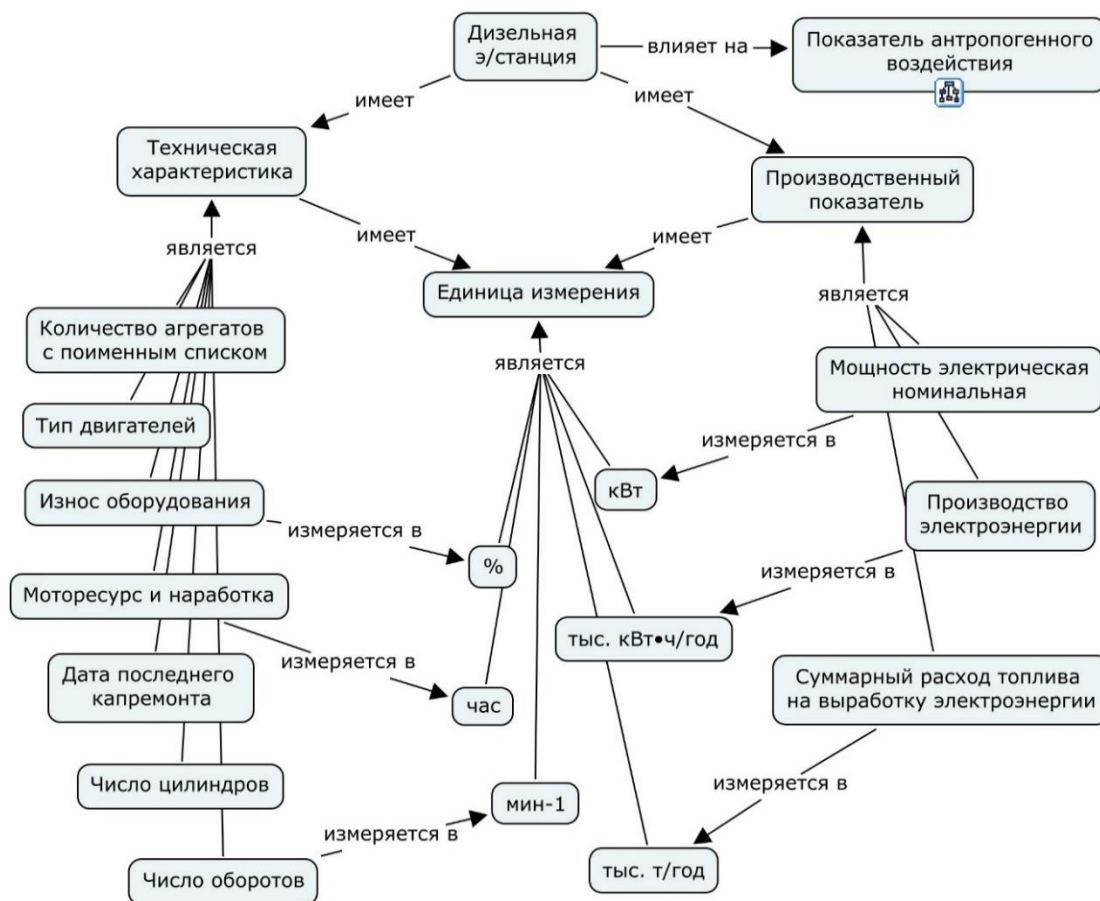 Дизельная
э/станция
влияет на
Показатель антропогенного
воздействия
имеет
имеет
Техническая
характеристика
Производственный
показатель
имеет
имеет
является
Единица измерения
является
Количество агрегатов
с поименным списком
является
Мощность электрическая
номинальная
Тип двигателей
измеряется в
кВт
Износ оборудования
Производство
электроэнергии
измеряется в
%
измеряется в
Моторесурс и наработка
тыс. кВт•ч/год
измеряется в
Дата последнего
капремонта
Суммарный расход топлива
на выработку электроэнергии
час
Число цилиндров
измеряется в
мин-1
измеряется в
Число оборотов
тыс. т/год